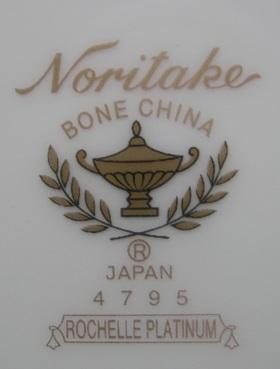 Noritake
BONE CHINA
®
JAPAN
4795
ROCHELLE PLATINUM